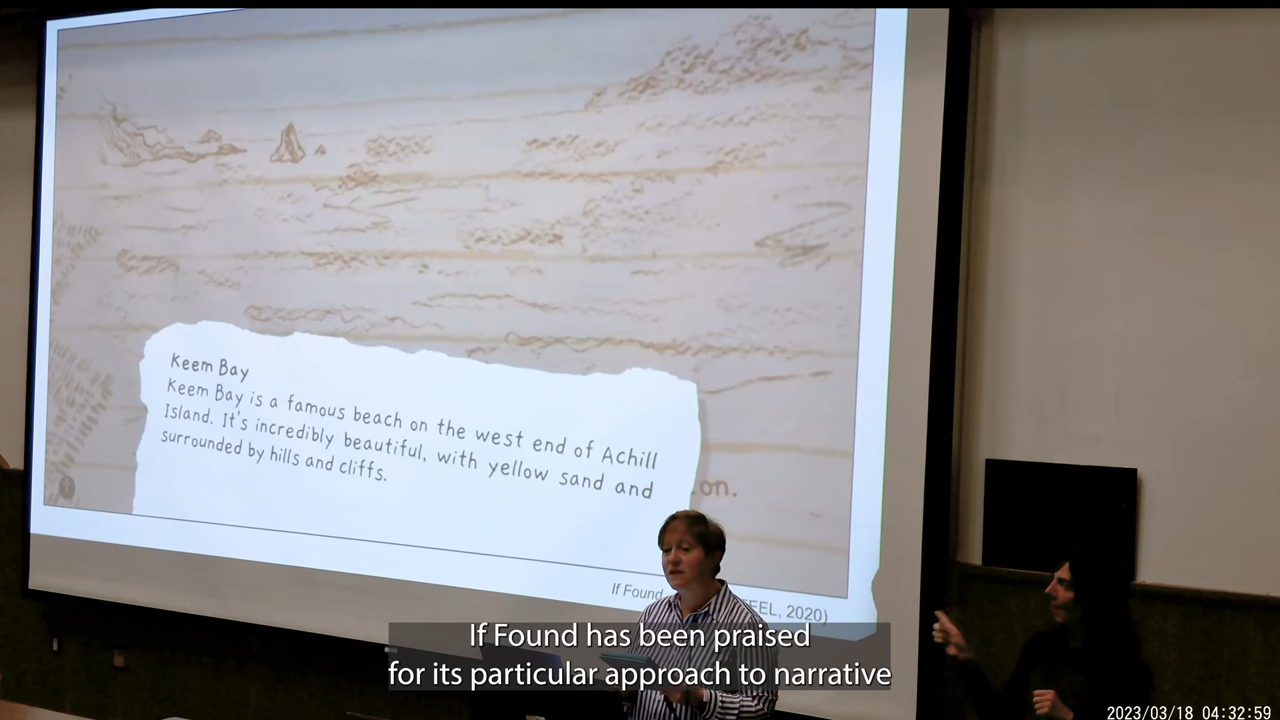 Keem Bay
Keem Bay is a famous beach on the west end of Achill
Island. It's incredibly beautiful, with yellow sand and
surrounded by hills and cliffs.
on.
If Found
EEL, 2020)
If Found has been praised
for its particular approach to narrative
2023/03/18 04:32:59